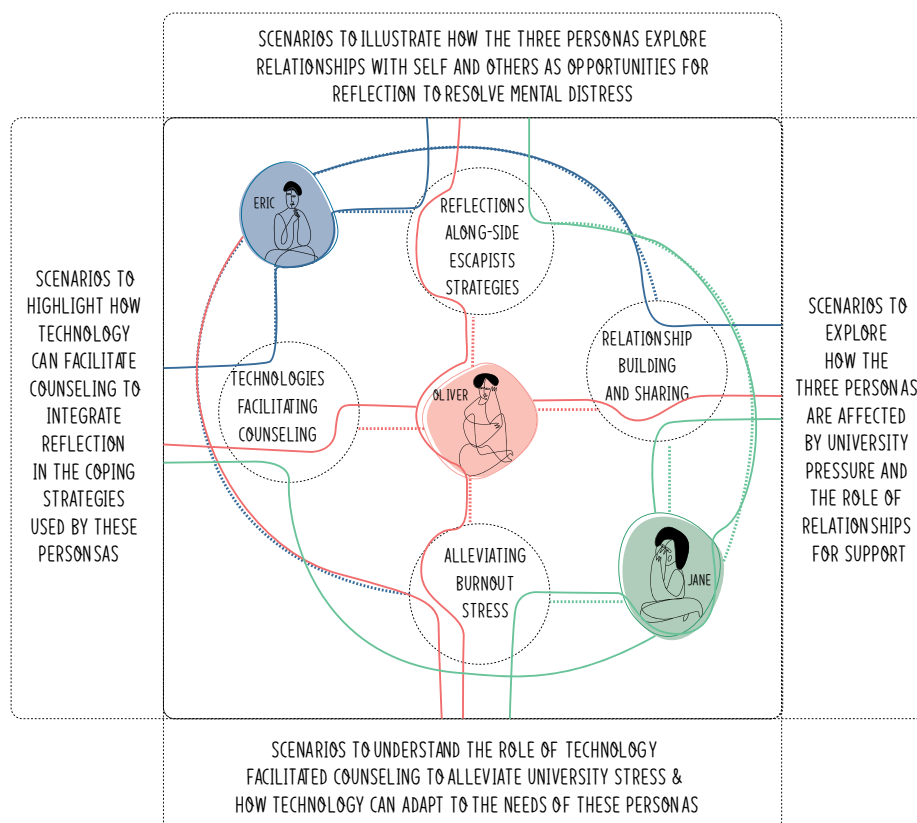 SCENARIOS TO ILLUSTRATE HOW THE THREE PERSONAS EXPLORE
RELATIONSHIPS WITH SELF AND OTHERS AS OPPORTUNITIES FOR
REFLECTION TO RESOLVE MENTAL DISTRESS
ERIC
REFLECTIONS
ALONG-SIDE
ESCAPISTS
STRATEGIES
SCENARIOS TO
HIGHLIGHT HOW
TECHNOLOGY
CAN FACILITATE
COUNSELING TO
INTEGRATE
REFLECTION
IN THE COPING
STRATEGIES
USED BY THESE
PERSONSAS
TECHNOLOGIES
FACILITATING
COUNSELING
OLIVER
RELATIONSHIP
BUILDING
AND SHARING
SCENARIOS TO
EXPLORE
HOW THE
THREE PERSONAS
ARE AFFECTED
BY UNIVERSITY
PRESSURE AND
THE ROLE OF
RELATIONSHIPS
FOR SUPPORT
ALLEVIATING
BURNOUT
STRESS
JANE
SCENARIOS TO UNDERSTAND THE ROLE OF TECHNOLOGY
FACILITATED COUNSELING TO ALLEVIATE UNIVERSITY STRESS &
HOW TECHNOLOGY CAN ADAPT TO THE NEEDS OF THESE PERSONAS